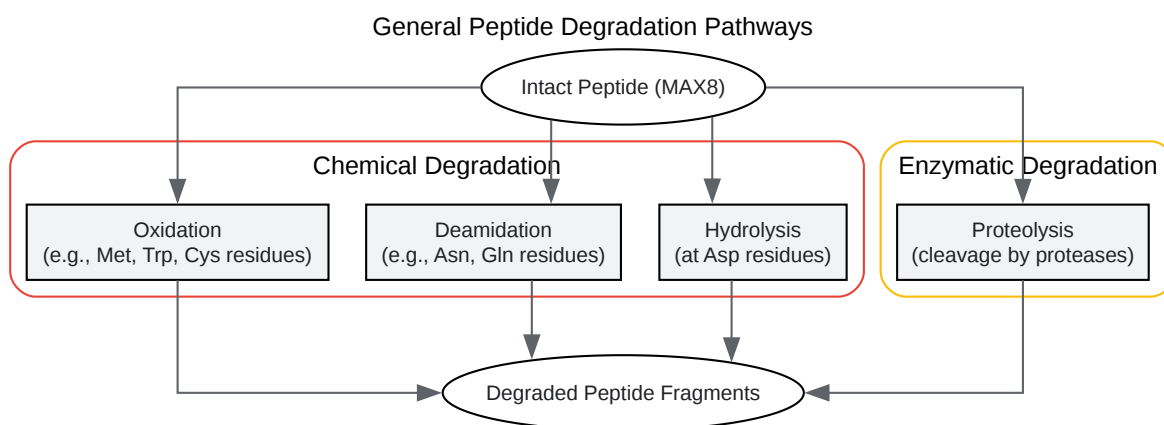 General Peptide Degradation Pathways
Intact Peptide (MAX8)
Chemical Degradation
Enzymatic Degradation
Oxidation
(e.g., Met, Trp, Cys residues)
Deamidation
(e.g., Asn, Gln residues)
Hydrolysis
(at Asp residues)
Proteolysis
(cleavage by proteases)
Degraded Peptide Fragments